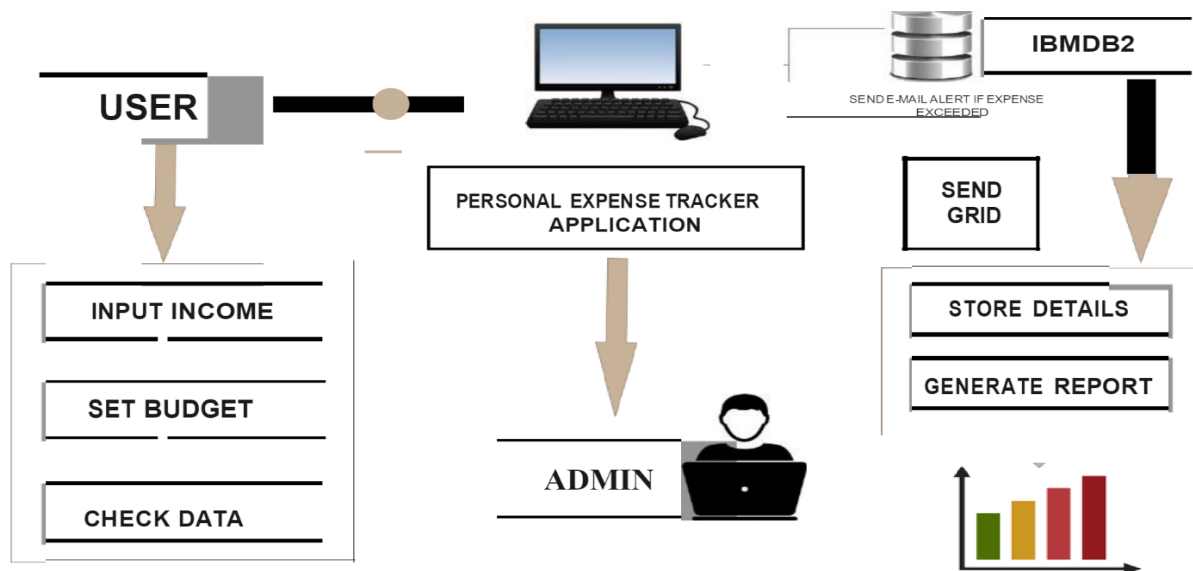 IBMDB2
USER
SEND E-MAIL ALERT IF EXPENSE
EXCEEDED
PERSONAL EXPENSE TRACKER
APPLICATION
SEND
GRID
INPUT INCOME
SET BUDGET
CHECK DATA
ADMIN
STORE DETAILS
GENERATE REPORT